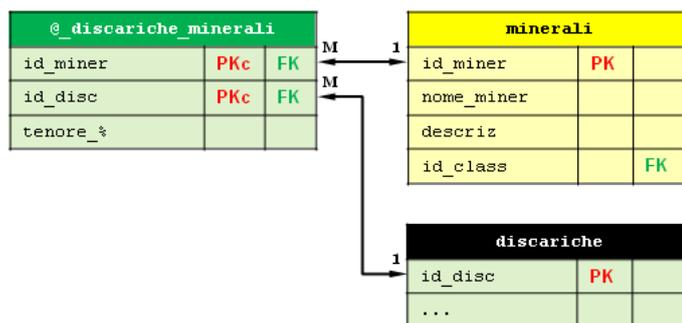 @_discariche_minerali
id_miner PKc FK
id_disc PKc FK
tenore_%
M 1
M
1
minerali
id_miner PK
nome_miner
descriz
id_class FK
discariche
id_disc PK
...